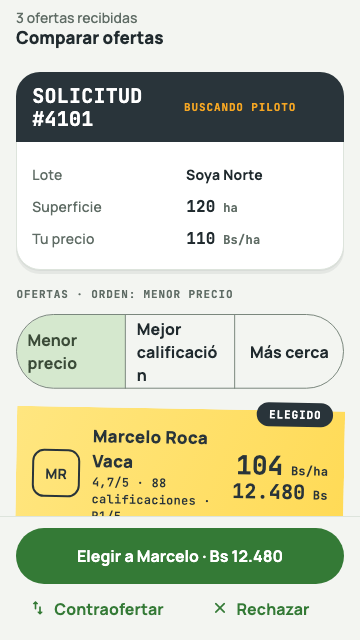 3 ofertas recibidas
Comparar ofertas
SOLICITUD
#4101
BUSCANDO PILOTO
Lote Soya Norte
Superficie 120 ha
Tu precio 110 Bs/ha
OFERTAS · ORDEN: MENOR PRECIO
Menor
precio
Mejor
calificació
n
Más cerca
ELEGIDO
MR
Marcelo Roca
Vaca
4,7/5 · 88
calificaciones ·
104 Bs/ha
12.480 Bs
Elegir a Marcelo · Bs 12.480
Contraofertar
Rechazar